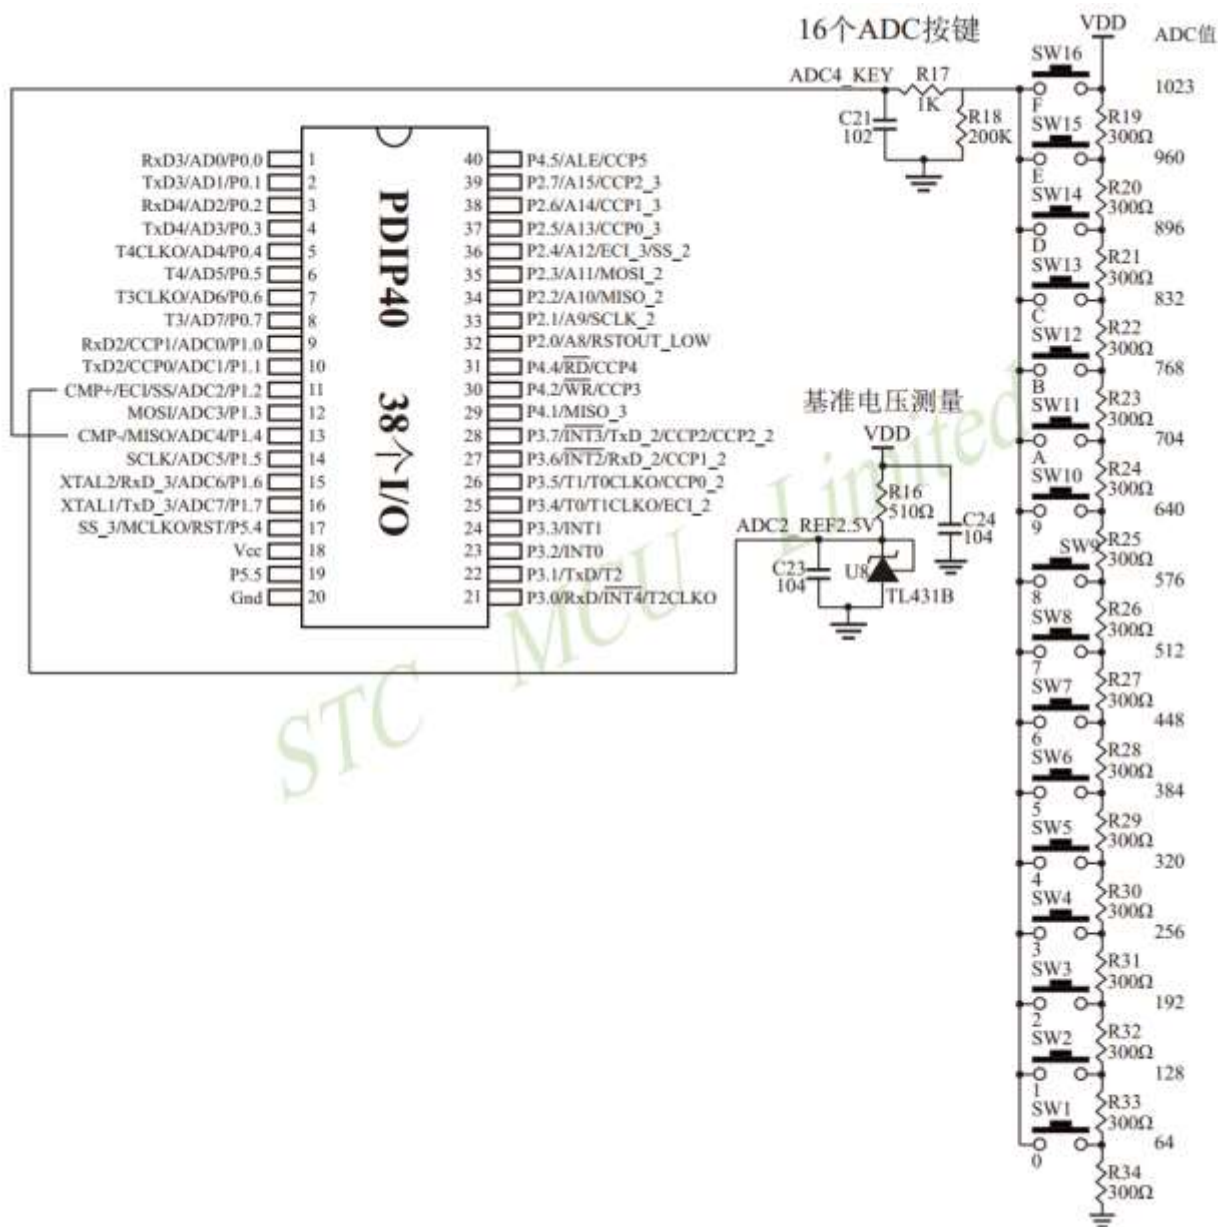 16个ADC按键
VDD
ADC值
SW16
ADC4_KEY
R17
1K
1023
C21
102
R18
200K
F
SW15
R19
300Ω
960
E
SW14
R20
300Ω
896
D
SW13
R21
300Ω
832
C
SW12
R22
300Ω
768
B
SW11
R23
300Ω
704
A
SW10
R24
300Ω
640
9
SW9
R25
300Ω
576
8
SW8
R26
300Ω
512
7
SW7
R27
300Ω
448
6
SW6
R28
300Ω
384
5
SW5
R29
300Ω
320
4
SW4
R30
300Ω
256
3
SW3
R31
300Ω
192
2
SW2
R32
300Ω
128
1
SW1
R33
300Ω
64
0
R34
300Ω
PDIP40 38个I/O
RxD3/AD0/P0.0 1
TxD3/AD1/P0.1 2
RxD4/AD2/P0.2 3
TxD4/AD3/P0.3 4
T4CLKO/AD4/P0.4 5
T4/AD5/P0.5 6
T3CLKO/AD6/P0.6 7
T3/AD7/P0.7 8
RxD2/CCP1/ADC0/P1.0 9
TxD2/CCP0/ADC1/P1.1 10
CMP+/ECI/SS/ADC2/P1.2 11
MOSI/ADC3/P1.3 12
CMP-/MISO/ADC4/P1.4 13
SCLK/ADC5/P1.5 14
XTAL2/RxD_3/ADC6/P1.6 15
XTAL1/TxD_3/ADC7/P1.7 16
SS_3/MCLKO/RST/P5.4 17
Vcc 18
P5.5 19
Gnd 20
40 P4.5/ALE/CCP5
39 P2.7/A15/CCP2_3
38 P2.6/A14/CCP1_3
37 P2.5/A13/CCP0_3
36 P2.4/A12/ECI_3/SS_2
35 P2.3/A11/MOSI_2
34 P2.2/A10/MISO_2
33 P2.1/A9/SCLK_2
32 P2.0/A8/RSTOUT_LOW
31 P4.4/RD/CCP4
30 P4.2/WR/CCP3
29 P4.1/MISO_3
28 P3.7/INT3/TxD_2/CCP2/CCP2_2
27 P3.6/INT2/RxD_2/CCP1_2
26 P3.5/T1/T0CLKO/CCP0_2
25 P3.4/T0/T1CLKO/ECI_2
24 P3.3/INT1
23 P3.2/INT0
22 P3.1/TxD/T2
21 P3.0/RxD/INT4/T2CLKO
基准电压测量
VDD
R16
510Ω
ADC2 REF2.5V
C24
104
C23
104
U8
TL431B
STC MCU Limited